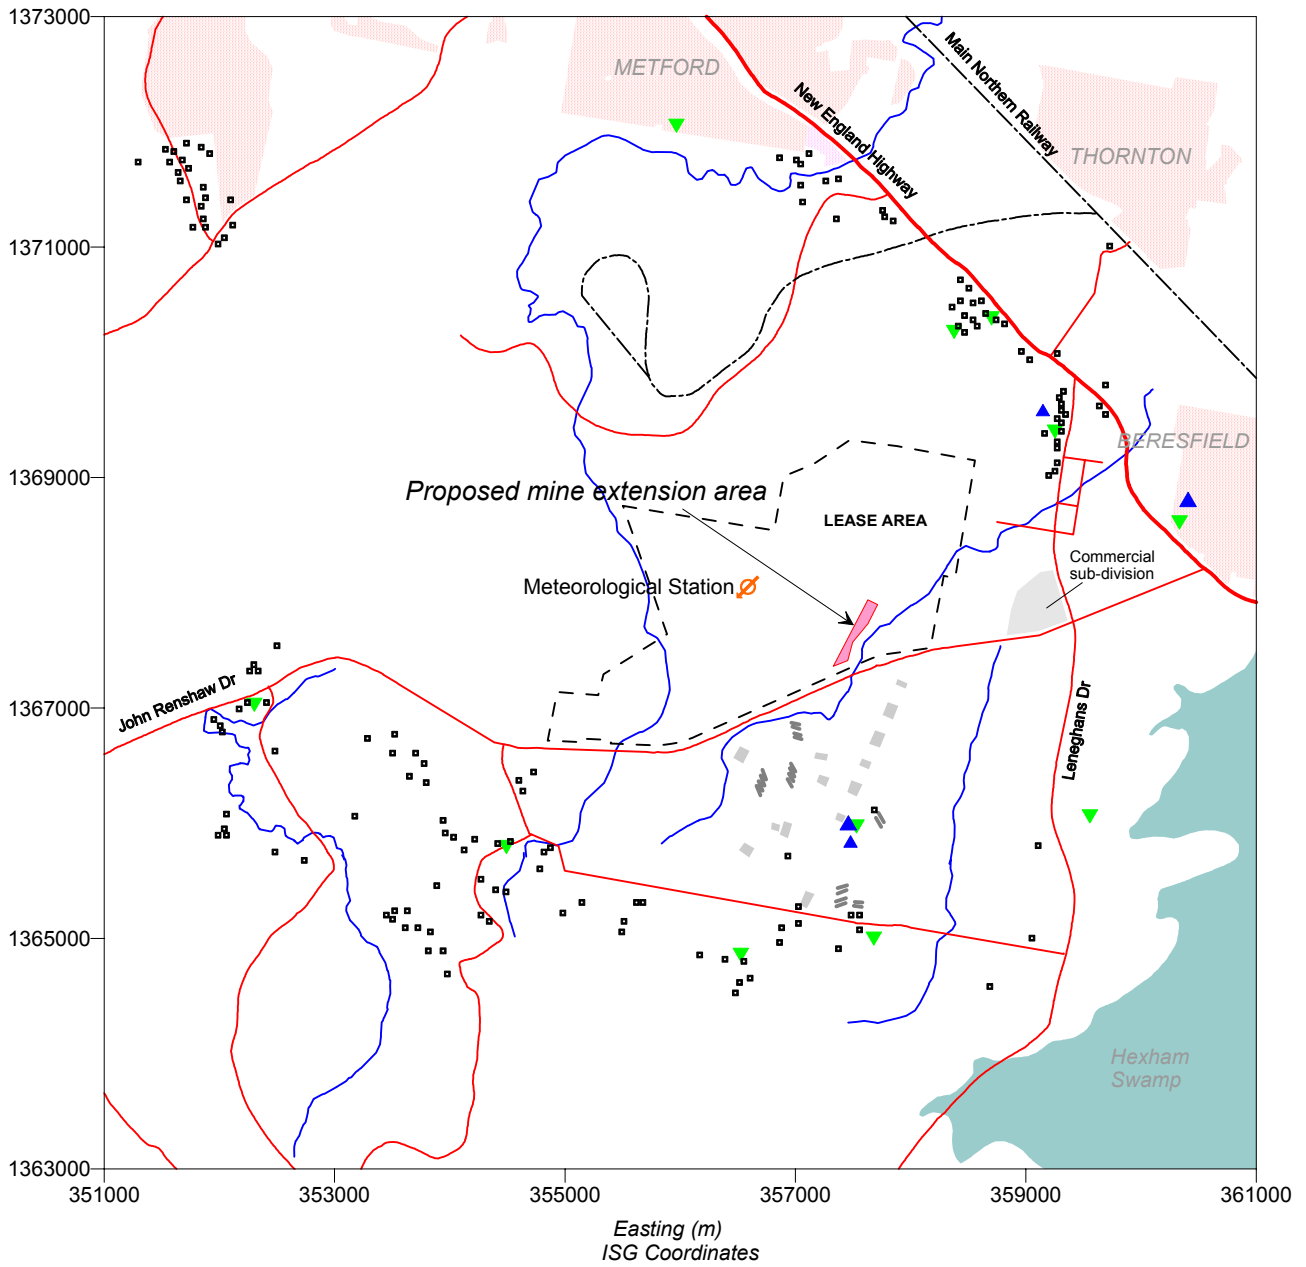 1373000
METFORD
New England Highway
Main Northern Railway
THORNTON
1371000
BERESFIELD
1369000
Proposed mine extension area
LEASE AREA
Commercial
sub-division
Meteorological Station
John Renshaw Dr
1367000
Leneghans Dr
1365000
Hexham
Swamp
1363000
351000
353000
355000
357000
359000
361000
Easting (m)
ISG Coordinates